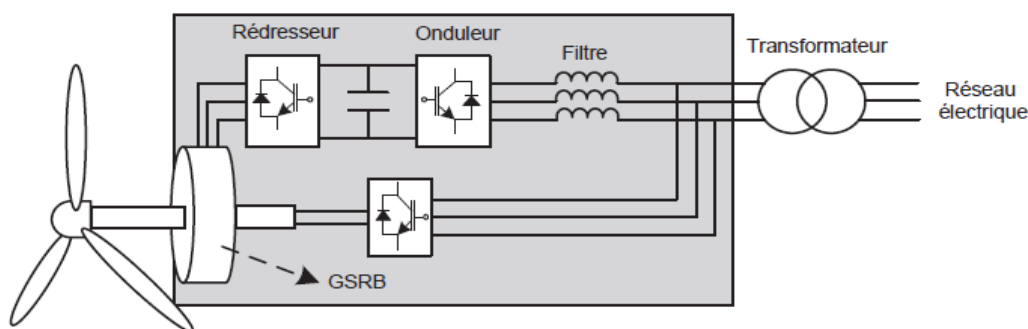 Rédresseur
Onduleur
Filtre
Transformateur
Réseau
électrique
GSRB